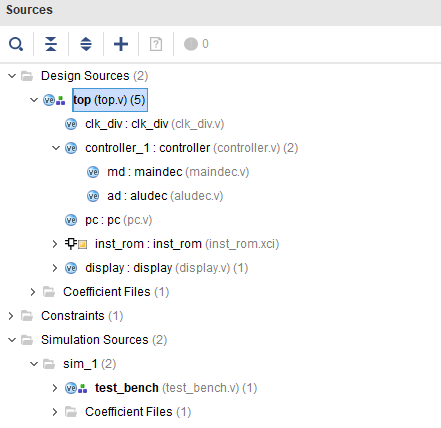 Sources
0
Design Sources (2)
top (top.v) (5)
clk_div : clk_div (clk_div.v)
controller_1 : controller (controller.v) (2)
md : maindec (maindec.v)
ad : aludec (aludec.v)
pc : pc (pc.v)
inst_rom : inst_rom (inst_rom.xci)
display : display (display.v) (1)
Coefficient Files (1)
Constraints (1)
Simulation Sources (2)
sim_1 (2)
test_bench (test_bench.v) (1)
Coefficient Files (1)